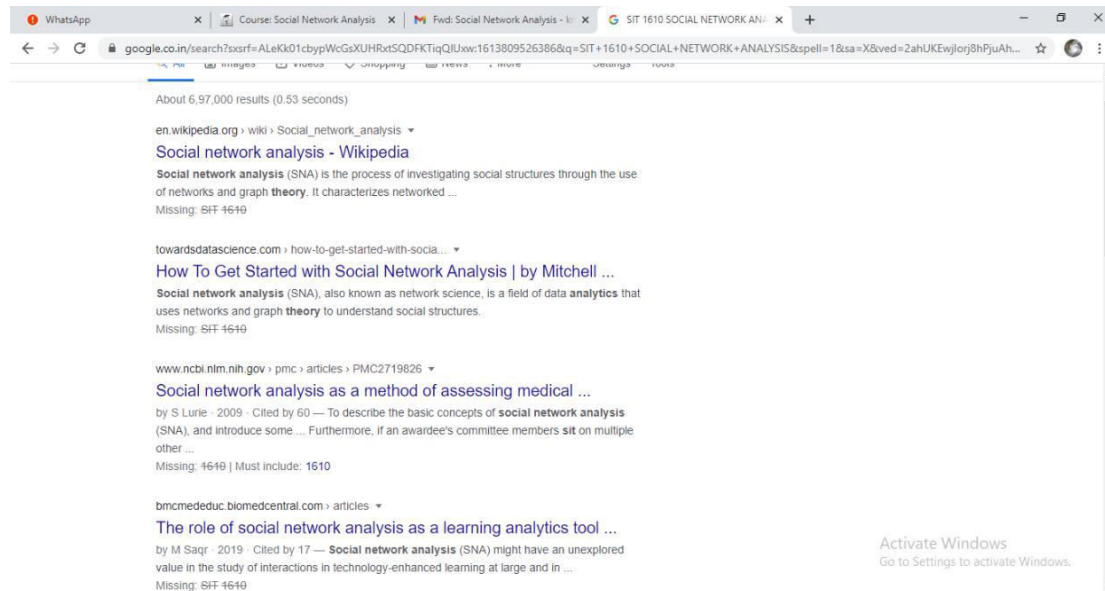 WhatsApp
Course: Social Network Analysis
Fwd: Social Network Analysis -
SIT 1610 SOCIAL NETWORK AN
google.co.in/search?sxsrf=ALeKk01cbypWcGsXUHRxtSQDFKTiqQIUxw:1613809526386&q=SIT+1610+SOCIAL+NETWORK+ANALYSIS&spell=1&sa=X&ved=2ahUKEwjlorj8hPjuAh...
All Images Videos Shopping News More Settings Tools
About 6,97,000 results (0.53 seconds)
en.wikipedia.org › wiki › Social_network_analysis
Social network analysis - Wikipedia
Social network analysis (SNA) is the process of investigating social structures through the use
of networks and graph theory. It characterizes networked ...
Missing: SIT 1610
towardsdatascience.com › how-to-get-started-with-socia...
How To Get Started with Social Network Analysis | by Mitchell ...
Social network analysis (SNA), also known as network science, is a field of data analytics that
uses networks and graph theory to understand social structures.
Missing: SIT 1610
www.ncbi.nlm.nih.gov › pmc › articles › PMC2719826
Social network analysis as a method of assessing medical ...
by S Lurie · 2009 · Cited by 60 — To describe the basic concepts of social network analysis
(SNA), and introduce some ... Furthermore, if an awardee's committee members sit on multiple
other ...
Missing: 1610 | Must include: 1610
bmcmededuc.biomedcentral.com › articles
The role of social network analysis as a learning analytics tool ...
by M Saqr · 2019 · Cited by 17 — Social network analysis (SNA) might have an unexplored
value in the study of interactions in technology-enhanced learning at large and in ...
Missing: SIT 1610
Activate Windows
Go to Settings to activate Windows.